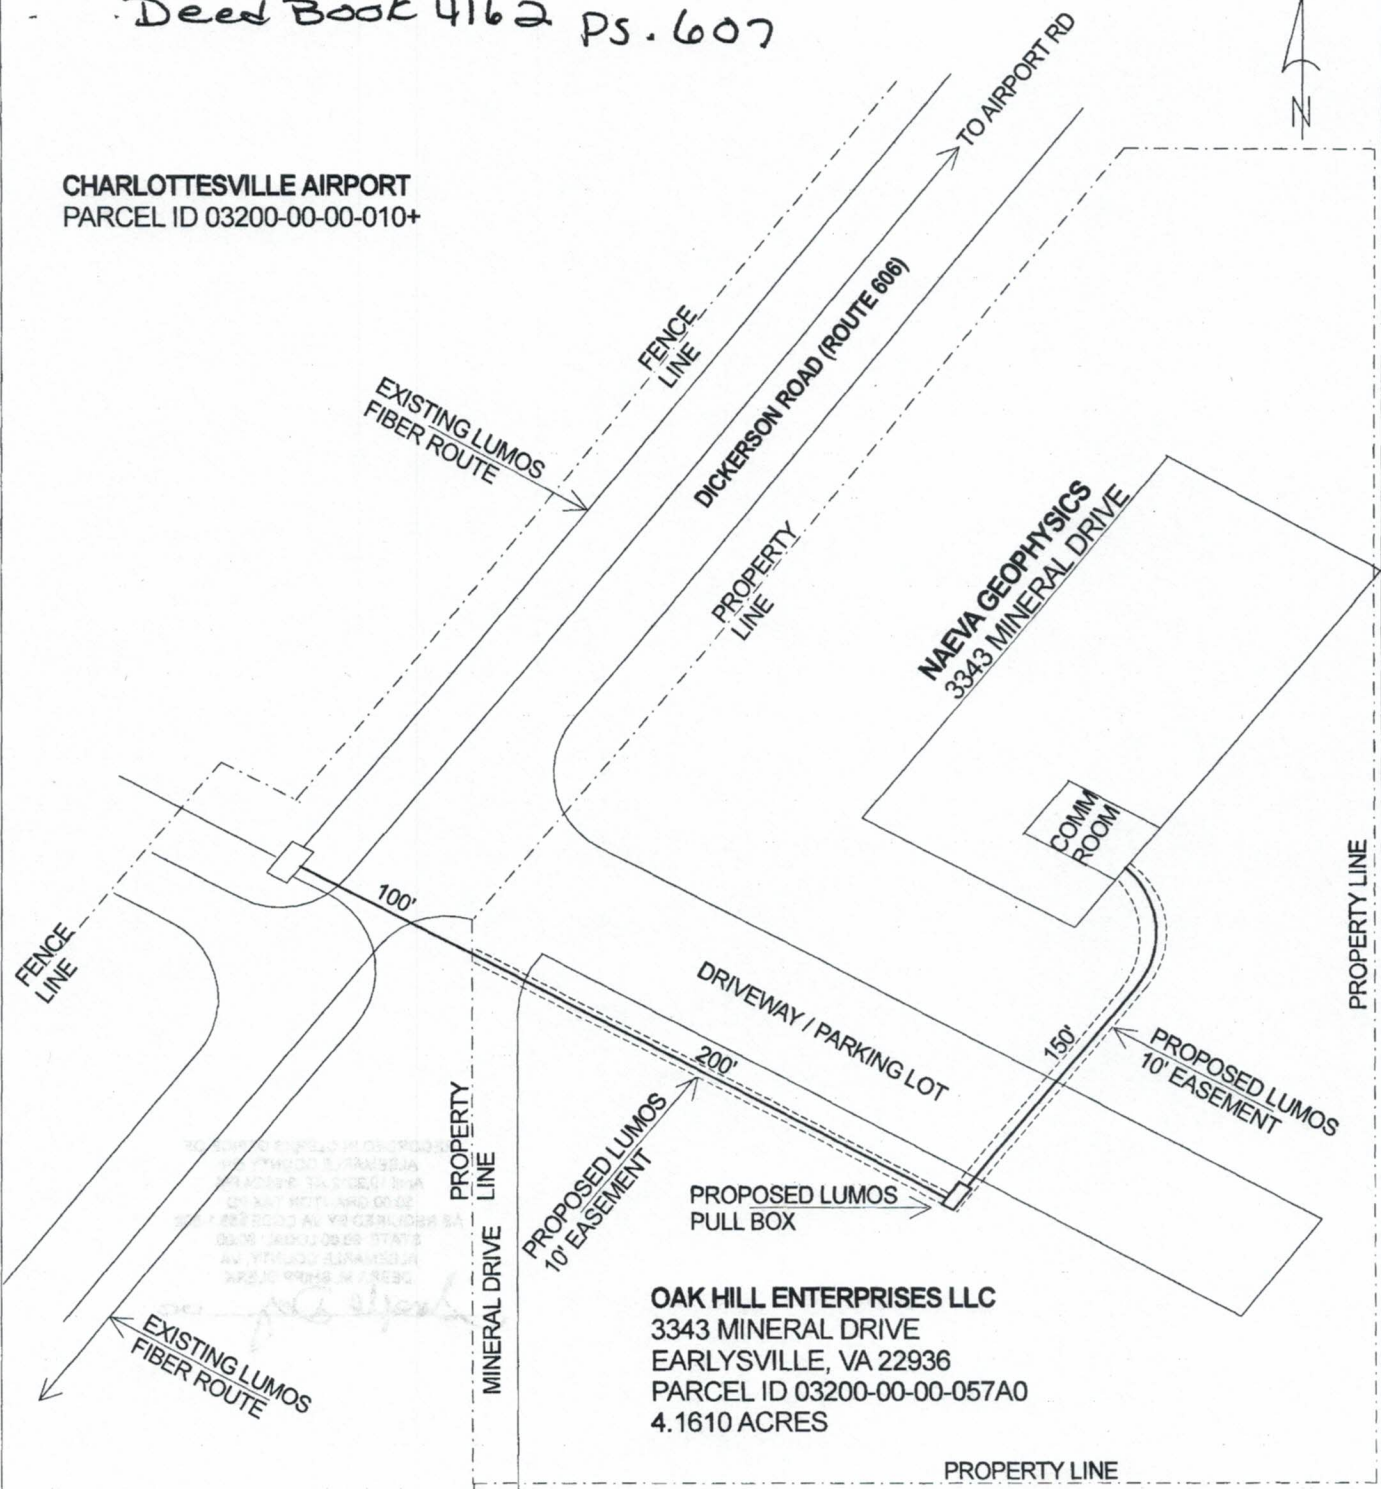 Deed Book 4162 PS. 607
TO AIRPORT RD
N
CHARLOTTESVILLE AIRPORT
PARCEL ID 03200-00-00-010+
FENCE
LINE
DICKERSON ROAD (ROUTE 606)
EXISTING LUMOS
FIBER ROUTE
PROPERTY
LINE
NAEVA GEOPHYSICS
3343 MINERAL DRIVE
COMM
ROOM
PROPERTY LINE
100'
FENCE
LINE
DRIVEWAY / PARKING LOT
200'
150'
PROPOSED LUMOS
10' EASEMENT
PROPOSED LUMOS
10' EASEMENT
PROPERTY
LINE
MINERAL DRIVE
PROPOSED LUMOS
PULL BOX
EXISTING LUMOS
FIBER ROUTE
OAK HILL ENTERPRISES LLC
3343 MINERAL DRIVE
EARLYSVILLE, VA 22936
PARCEL ID 03200-00-00-057A0
4.1610 ACRES
PROPERTY LINE